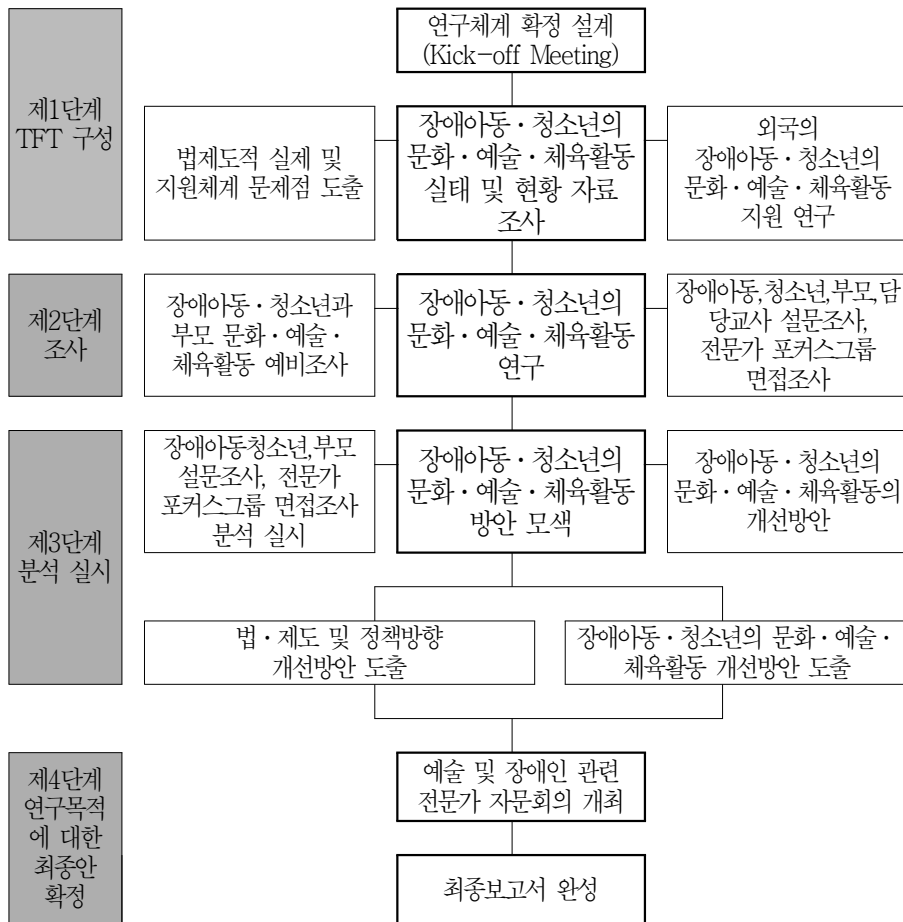 연구체계 확정 설계
(Kick-off Meeting)
제1단계
TFT 구성
법제도적 실제 및
지원체계 문제점 도출
장애아동·청소년의
문화·예술·체육활동
실태 및 현황 자료
조사
외국의
장애아동·청소년의
문화·예술·체육활동
지원 연구
제2단계
조사
장애아동·청소년과
부모 문화·예술·
체육활동 예비조사
장애아동·청소년의
문화·예술·체육활동
연구
장애아동,청소년,부모,담
당교사 설문조사,
전문가 포커스그룹
면접조사
제3단계
분석 실시
장애아동청소년,부모
설문조사, 전문가
포커스그룹 면접조사
분석 실시
장애아동·청소년의
문화·예술·체육활동
방안 모색
장애아동·청소년의
문화·예술·체육활동의
개선방안
법·제도 및 정책방향
개선방안 도출
장애아동·청소년의 문화·예술·
체육활동 개선방안 도출
제4단계
연구목적
에 대한
최종안
확정
예술 및 장애인 관련
전문가 자문회의 개최
최종보고서 완성